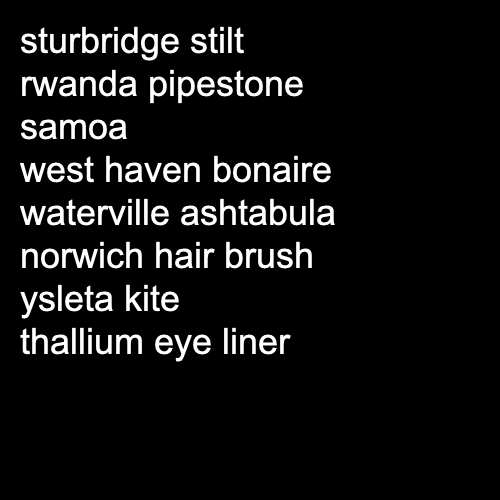 sturbridge stilt
rwanda pipestone
samoa
west haven bonaire
waterville ashtabula
norwich hair brush
ysleta kite
thallium eye liner